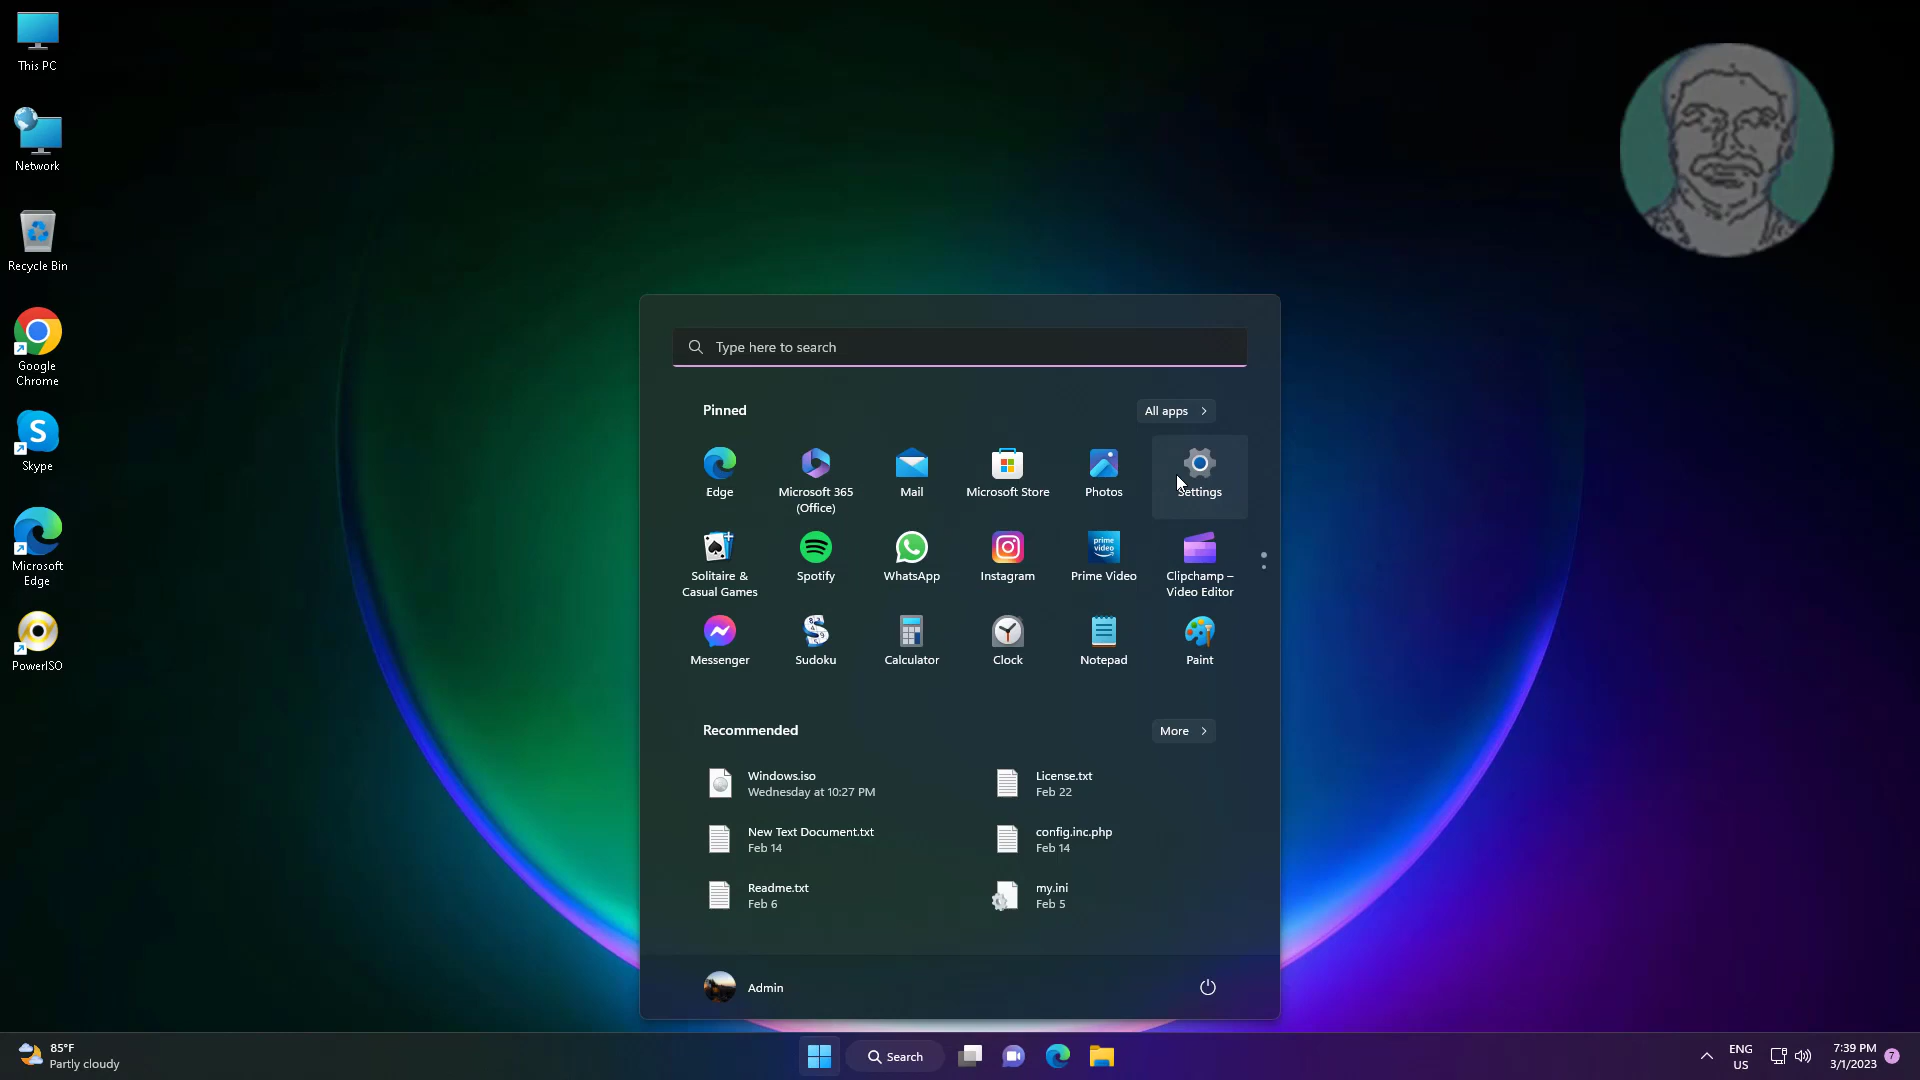 This PC
Network
Recycle Bin
Google
Chrome
Skype
Microsoft
Edge
PowerISO
Type here to search
Pinned
All apps
Edge
Microsoft 365
(Office)
Mail
Microsoft Store
Photos
Settings
Solitaire &
Casual Games
Spotify
WhatsApp
Instagram
prime
video
Prime Video
Clipchamp –
Video Editor
Messenger
Sudoku
Calculator
Clock
Notepad
Paint
Recommended
More
Windows.iso
Wednesday at 10:27 PM
License.txt
Feb 22
New Text Document.txt
Feb 14
config.inc.php
Feb 14
Readme.txt
Feb 6
my.ini
Feb 5
Admin
85°F
Partly cloudy
Search
ENG
US
7:39 PM
3/1/2023
7